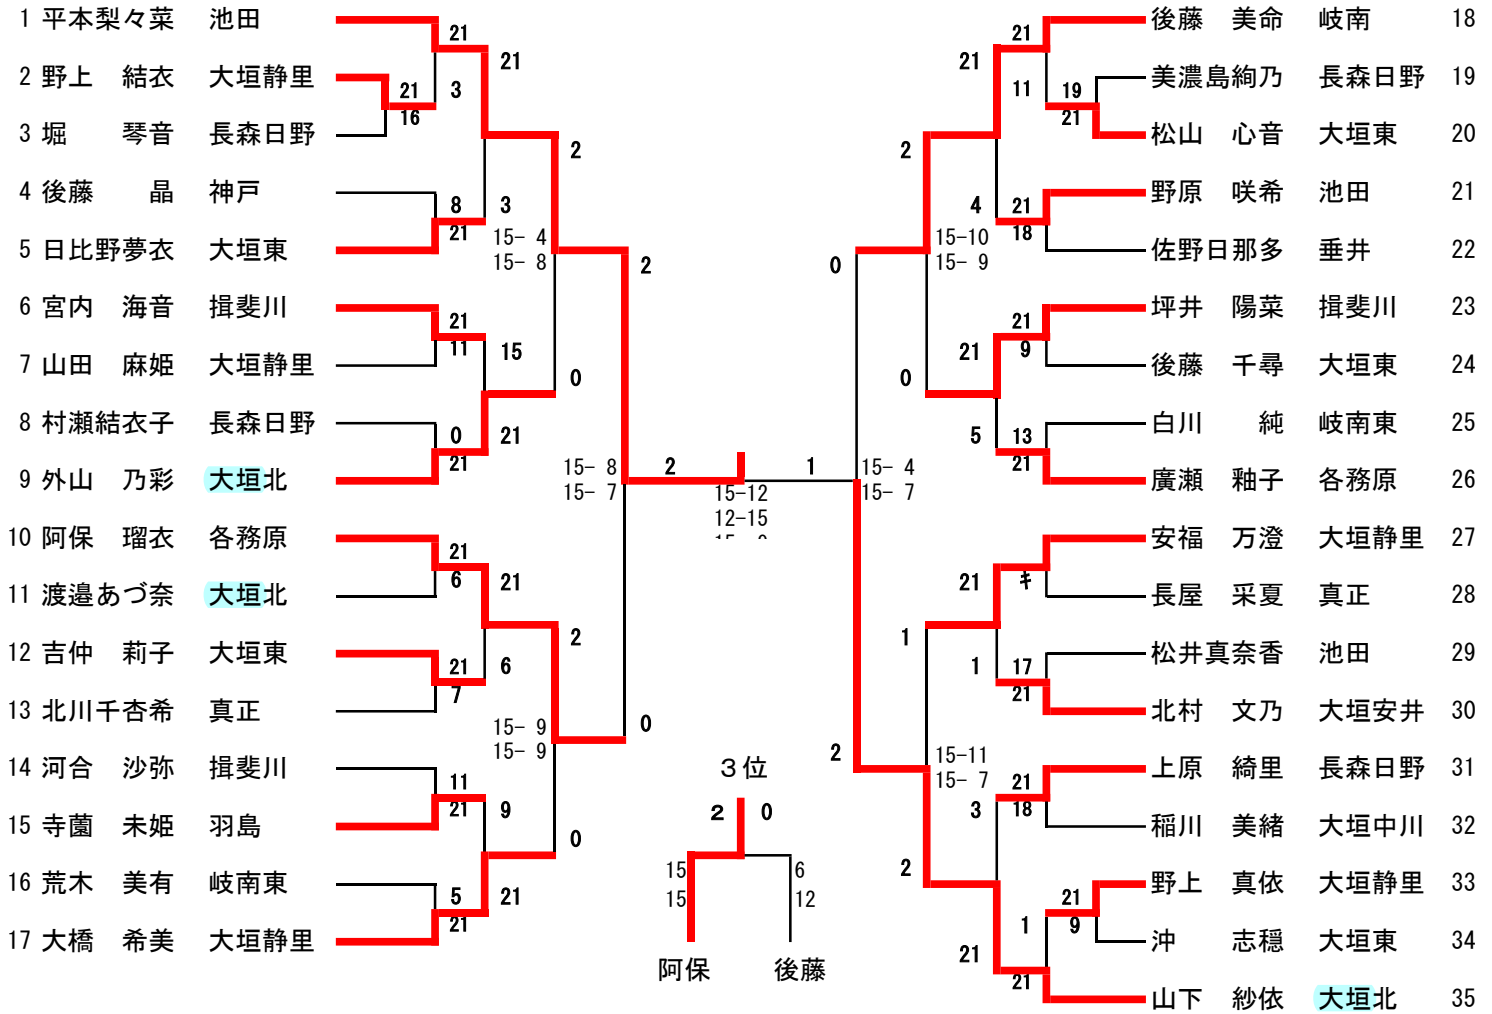 1 平本梨々菜 池田
2 野上 結衣 大垣静里
3 堀 琴音 長森日野
4 後藤 晶 神戸
5 日比野夢衣 大垣東
6 宮内 海音 揖斐川
7 山田 麻姫 大垣静里
8 村瀬結衣子 長森日野
9 外山 乃彩 大垣北
10 阿保 瑠衣 各務原
11 渡邉あづ奈 大垣北
12 吉仲 莉子 大垣東
13 北川千杏希 真正
14 河合 沙弥 揖斐川
15 寺薗 未姫 羽島
16 荒木 美有 岐南東
17 大橋 希美 大垣静里
21
3
21
16
8
21
21
11
0
21
21
6
21
7
11
21
5
21
21
3
15
21
21
6
9
21
2
0
15- 4
15- 8
2
0
15- 9
15- 9
2
0
15- 8
15- 7
2
1
15-12
12-15
3位
2 0
15
15
6
12
阿保 後藤
0
2
15- 4
15- 7
2
0
15-10
15- 9
1
2
15-11
15- 7
21
4
21
5
21
1
3
21
21
11
19
21
21
18
21
9
13
21
キ
17
21
21
18
21
9
1
21
後藤 美命 岐南 18
美濃島絢乃 長森日野 19
松山 心音 大垣東 20
野原 咲希 池田 21
佐野日那多 垂井 22
坪井 陽菜 揖斐川 23
後藤 千尋 大垣東 24
白川 純 岐南東 25
廣瀬 釉子 各務原 26
安福 万澄 大垣静里 27
長屋 采夏 真正 28
松井真奈香 池田 29
北村 文乃 大垣安井 30
上原 綺里 長森日野 31
稲川 美緒 大垣中川 32
野上 真依 大垣静里 33
沖 志穏 大垣東 34
山下 紗依 大垣北 35